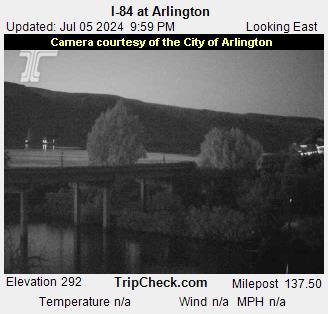 I-84 at Arlington
Updated: Jul 05 2024 9:59 PM Looking East
Camera courtesy of the City of Arlington
Elevation 292 TripCheck.com Milepost 137.50
Temperature n/a Wind n/a MPH n/a